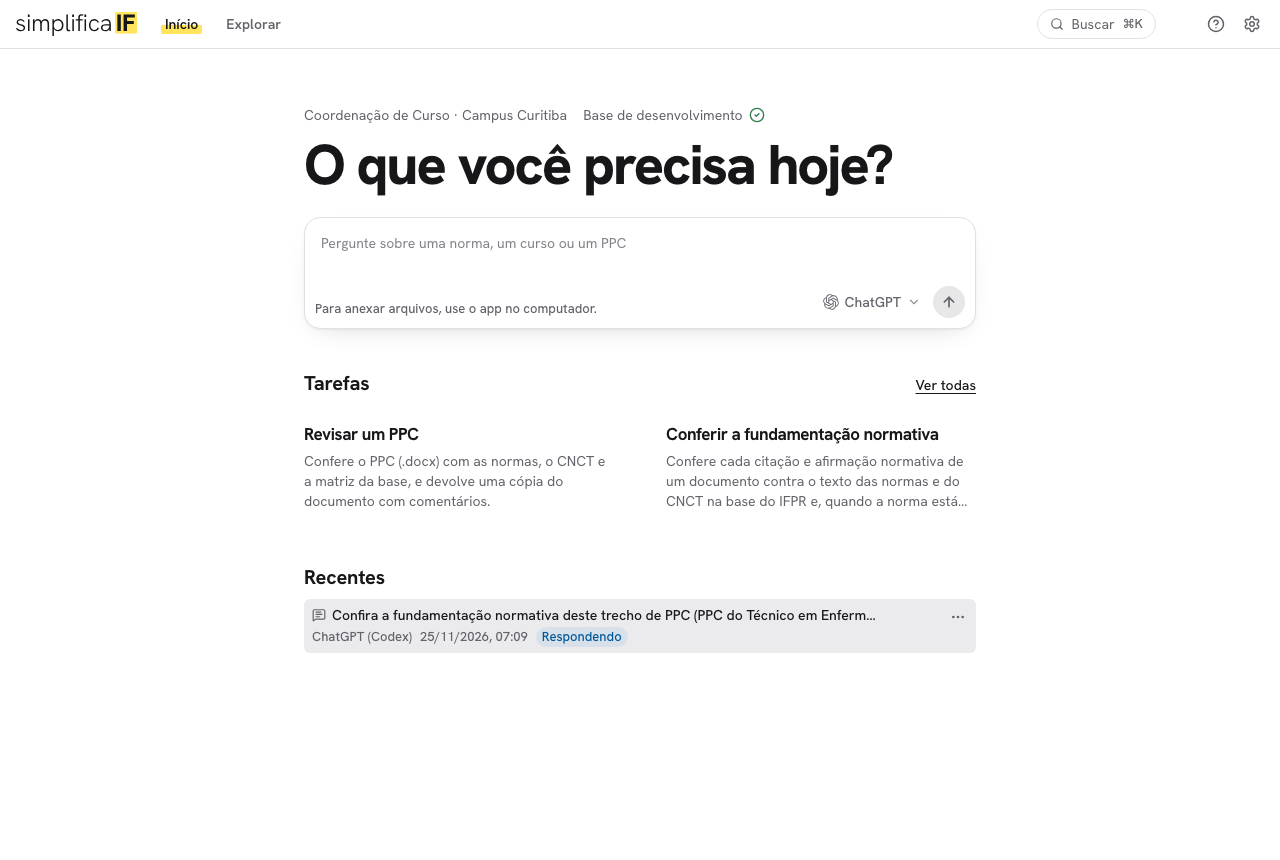 simplifica IF
Início
Explorar
Buscar ⌘K
Coordenação de Curso · Campus Curitiba Base de desenvolvimento
O que você precisa hoje?
Pergunte sobre uma norma, um curso ou um PPC
Para anexar arquivos, use o app no computador.
ChatGPT
Tarefas
Ver todas
Revisar um PPC
Confere o PPC (.docx) com as normas, o CNCT e
a matriz da base, e devolve uma cópia do
documento com comentários.
Conferir a fundamentação normativa
Confere cada citação e afirmação normativa de
um documento contra o texto das normas e do
CNCT na base do IFPR e, quando a norma está...
Recentes
Confira a fundamentação normativa deste trecho de PPC (PPC do Técnico em Enferm...
ChatGPT (Codex) 25/11/2026, 07:09 Respondendo